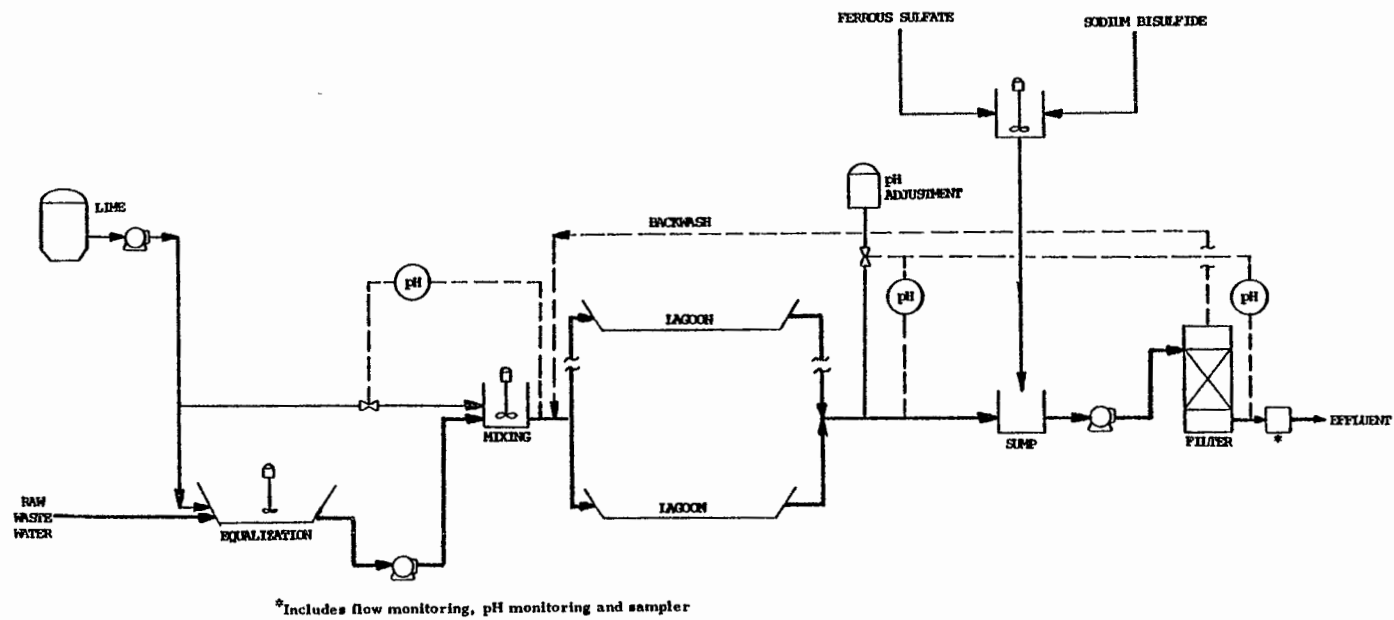 FERROUS SULFATE
SODIUM BISULFIDE
pH
ADJUSTMENT
LIME
BACKWASH
pH
pH
pH
LAGOON
MIXING
SUMP
FILTER
*
EFFLUENT
RAW
WASTE
WATER
EQUALIZATION
LAGOON
*Includes flow monitoring, pH monitoring and sampler